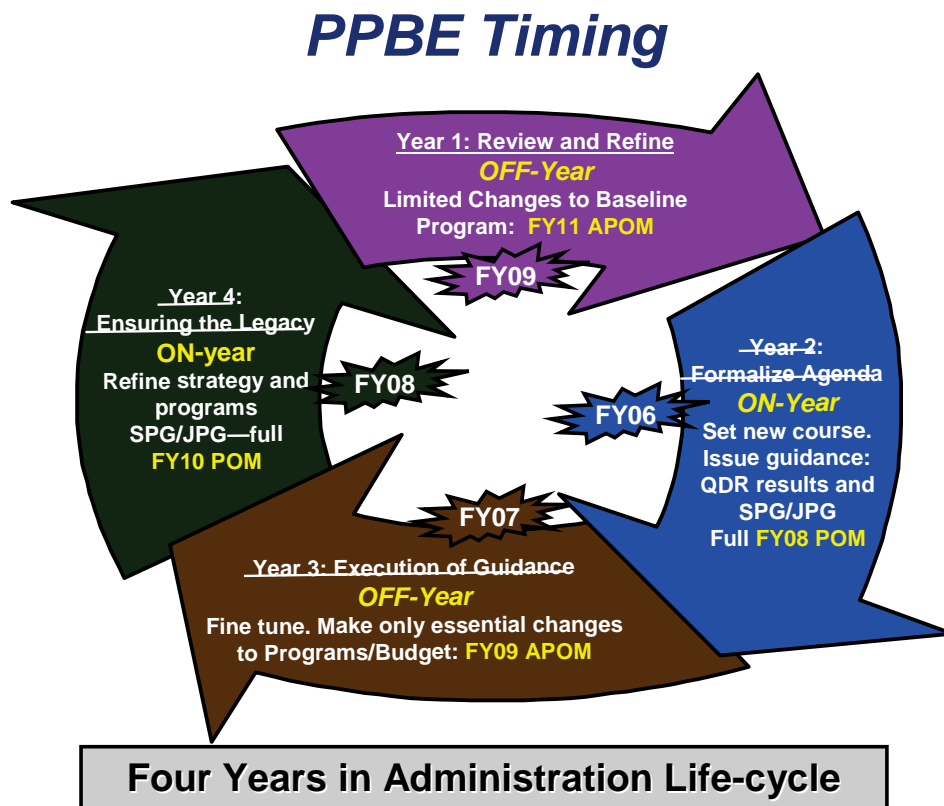 PPBE Timing
Year 1: Review and Refine
OFF-Year
Limited Changes to Baseline
Program: FY11 APOM
FY09
Year 2:
Formalize Agenda
ON-Year
Set new course.
Issue guidance:
QDR results and
SPG/JPG
Full FY08 POM
FY06
Year 3: Execution of Guidance
OFF-Year
Fine tune. Make only essential changes
to Programs/Budget: FY09 APOM
FY07
Year 4:
Ensuring the Legacy
ON-year
Refine strategy and
programs
SPG/JPG—full
FY10 POM
FY08
Four Years in Administration Life-cycle